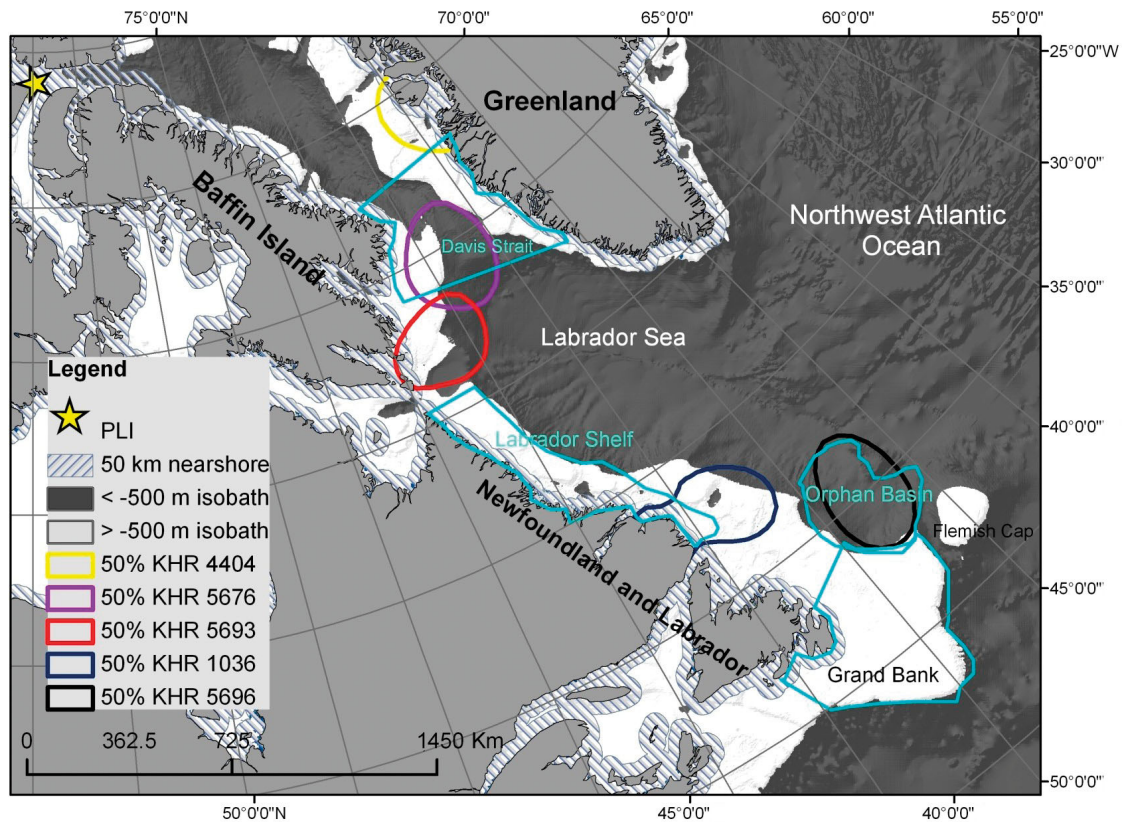 75°0'0"N
70°0'0"N
65°0'0"N
60°0'0"N
55°0'0"N
25°0'0"W
Greenland
30°0'0"W
Baffin Island
Northwest Atlantic
Ocean
Davis Strait
35°0'0"W
Labrador Sea
Legend
PLI
50 km nearshore
< -500 m isobath
> -500 m isobath
50% KHR 4404
50% KHR 5676
50% KHR 5693
50% KHR 1036
50% KHR 5696
40°0'0"W
Labrador Shelf
Orphan Basin
Flemish Cap
Newfoundland and Labrador
45°0'0"W
Grand Bank
0
362.5
725
1450 Km
50°0'0"W
50°0'0"N
45°0'0"N
40°0'0"N